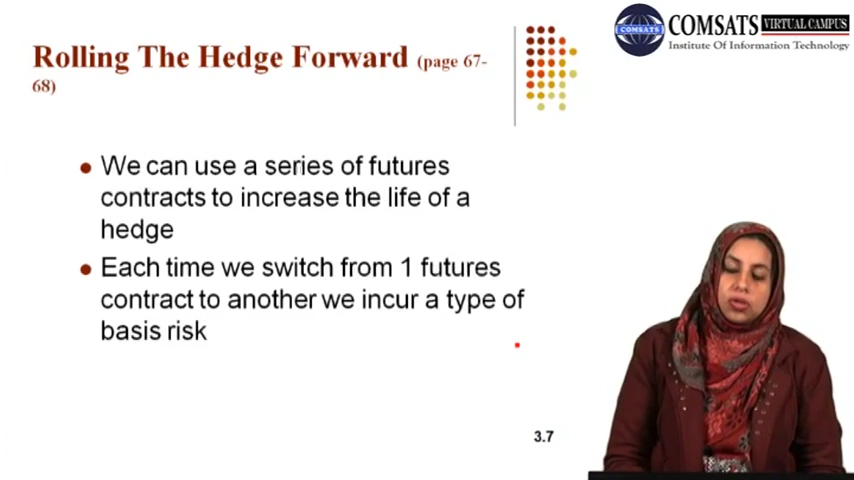 Rolling The Hedge Forward (page 67-
68)
COMSATS
COMSATS VIRTUAL CAMPUS
Institute Of Information Technology
We can use a series of futures
contracts to increase the life of a
hedge
Each time we switch from 1 futures
contract to another we incur a type of
basis risk
3.7